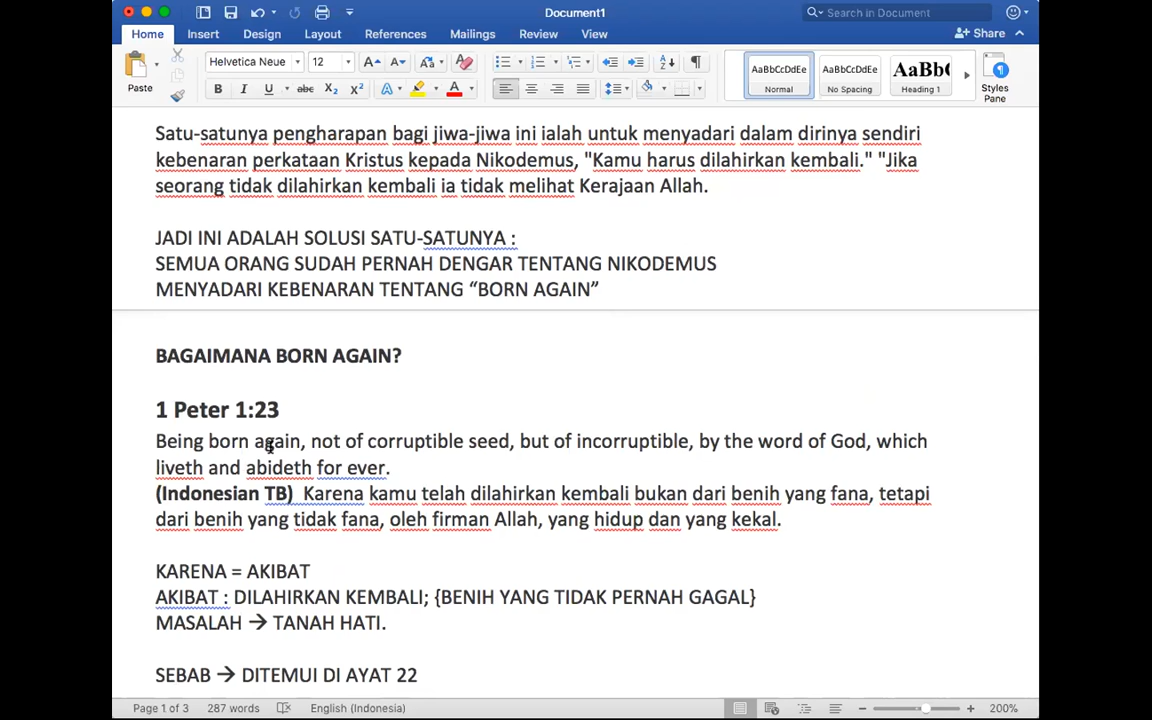 Document1
Search in Document
Home Insert Design Layout References Mailings Review View Share
Paste Helvetica Neue 12 A A Aa AaBbCcDdEe AaBbCcDdEe AaBbC
B I U abc X₂ X² A A Normal No Spacing Heading 1 Styles Pane
Satu-satunya pengharapan bagi jiwa-jiwa ini ialah untuk menyadari dalam dirinya sendiri
kebenaran perkataan Kristus kepada Nikodemus, "Kamu harus dilahirkan kembali." "Jika
seorang tidak dilahirkan kembali ia tidak melihat Kerajaan Allah.
JADI INI ADALAH SOLUSI SATU-SATUNYA :
SEMUA ORANG SUDAH PERNAH DENGAR TENTANG NIKODEMUS
MENYADARI KEBENARAN TENTANG “BORN AGAIN”
BAGAIMANA BORN AGAIN?
1 Peter 1:23
Being born again, not of corruptible seed, but of incorruptible, by the word of God, which
liveth and abideth for ever.
(Indonesian TB) Karena kamu telah dilahirkan kembali bukan dari benih yang fana, tetapi
dari benih yang tidak fana, oleh firman Allah, yang hidup dan yang kekal.
KARENA = AKIBAT
AKIBAT : DILAHIRKAN KEMBALI; {BENIH YANG TIDAK PERNAH GAGAL}
MASALAH → TANAH HATI.
SEBAB → DITEMUI DI AYAT 22
Page 1 of 3 287 words English (Indonesia) 200%